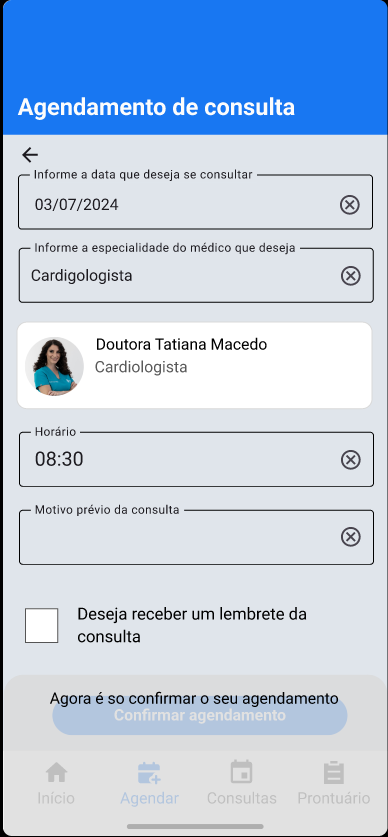 Agendamento de consulta
Informe a data que deseja se consultar
03/07/2024
Informe a especialidade do médico que deseja
Cardigologista
Doutora Tatiana Macedo
Cardiologista
Horário
08:30
Motivo prévio da consulta
Deseja receber um lembrete da
consulta
Agora é so confirmar o seu agendamento
Confirmar agendamento
Início
Agendar
Consultas
Prontuário